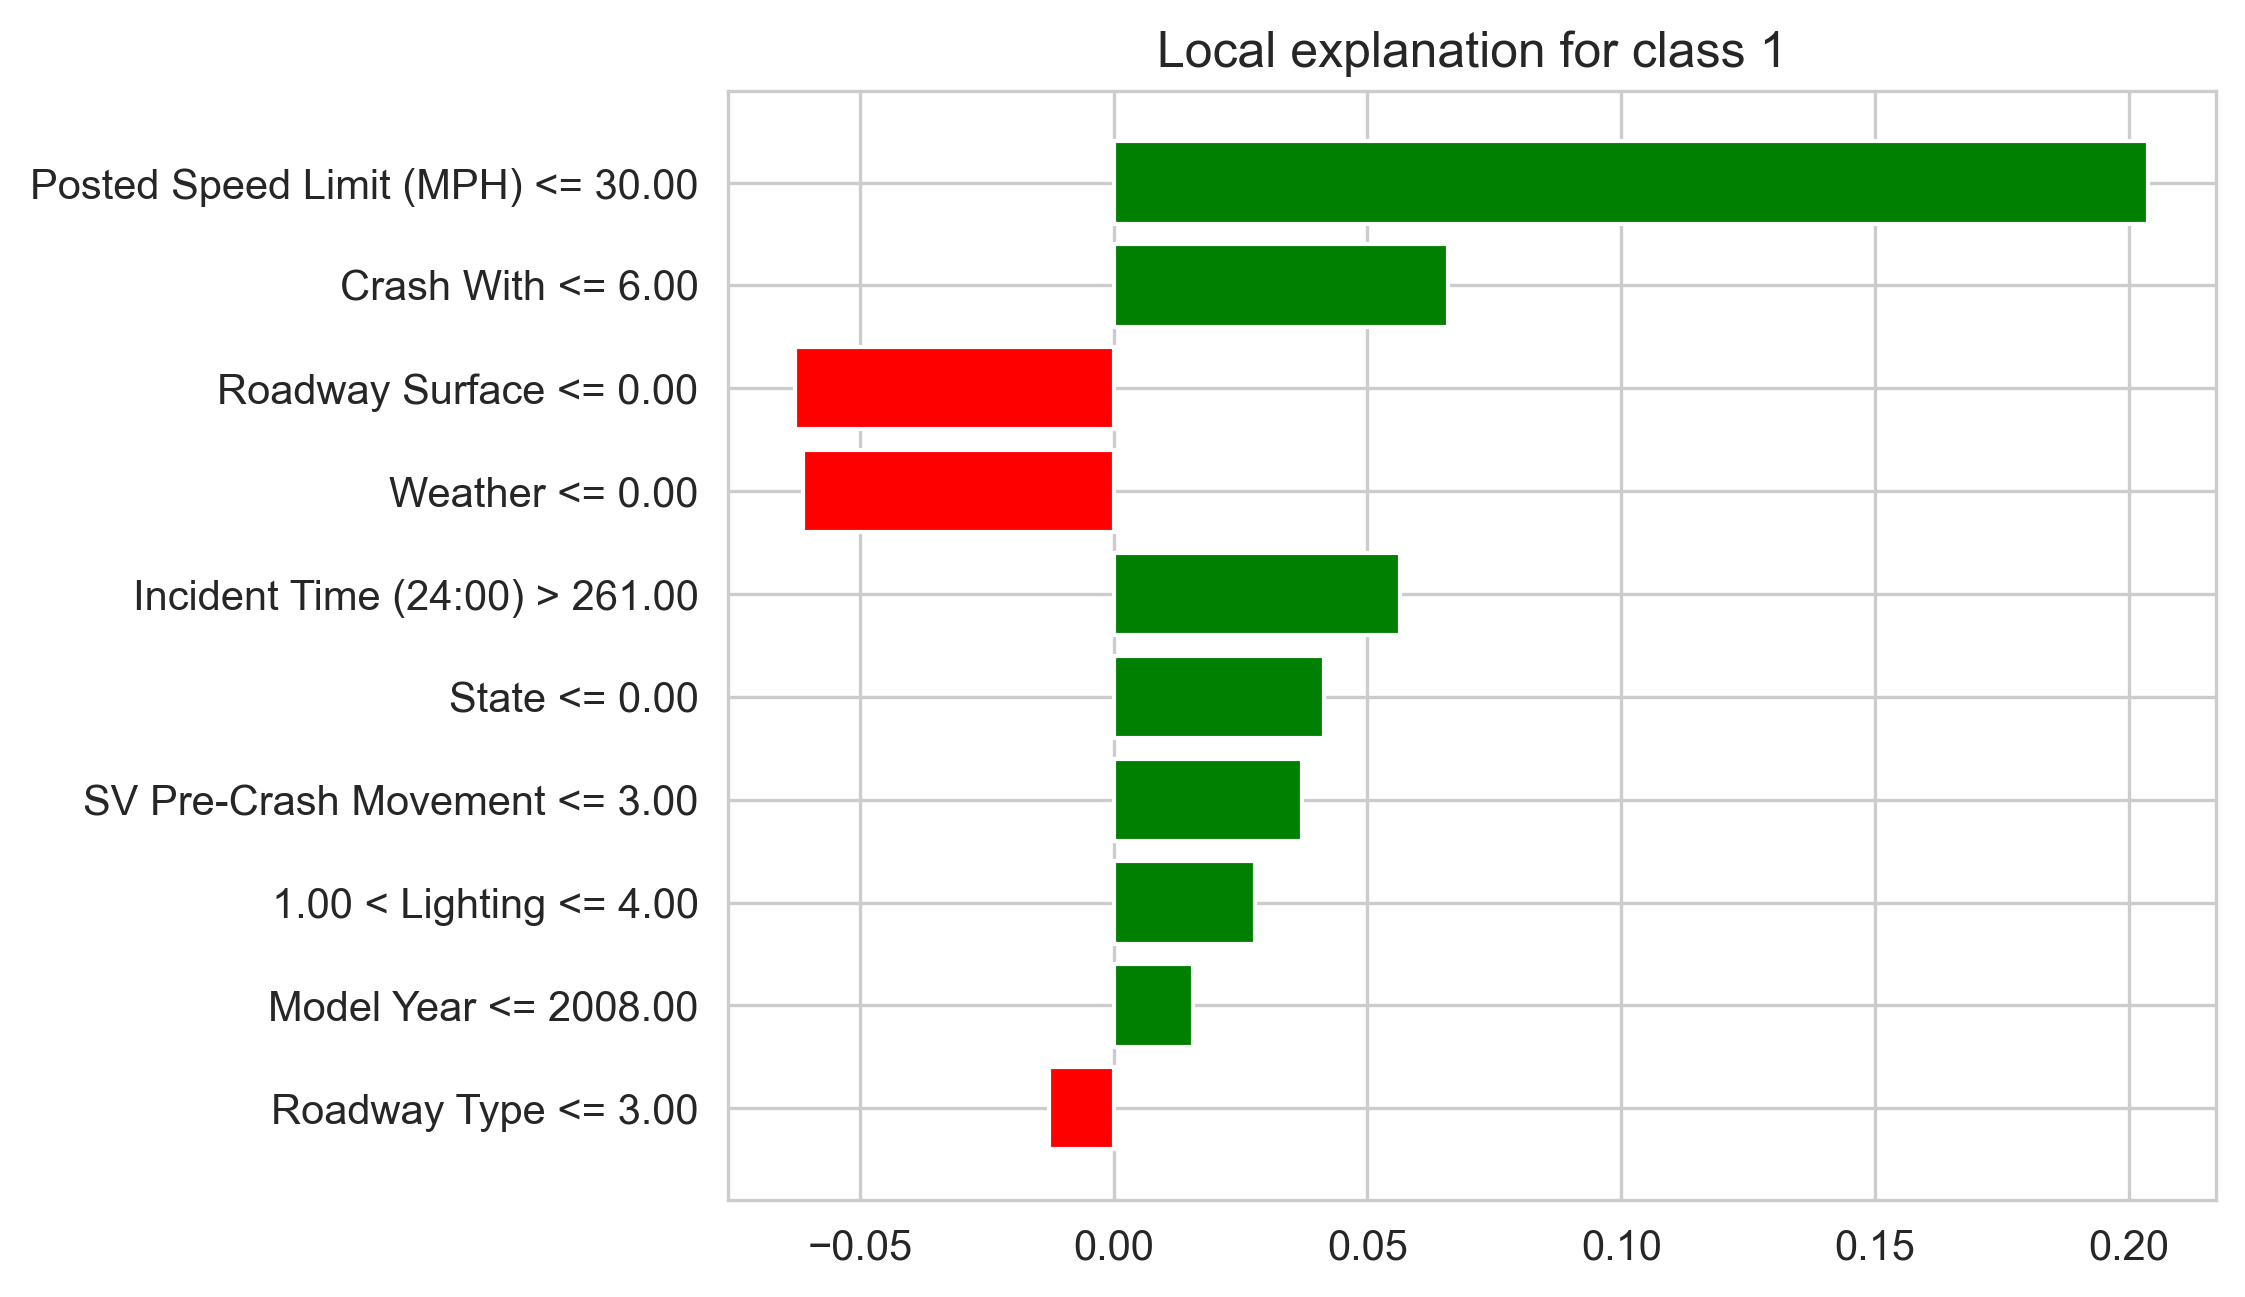 Local explanation for class 1
Posted Speed Limit (MPH) <= 30.00
Crash With <= 6.00
Roadway Surface <= 0.00
Weather <= 0.00
Incident Time (24:00) > 261.00
State <= 0.00
SV Pre-Crash Movement <= 3.00
1.00 < Lighting <= 4.00
Model Year <= 2008.00
Roadway Type <= 3.00
−0.05 0.00 0.05 0.10 0.15 0.20